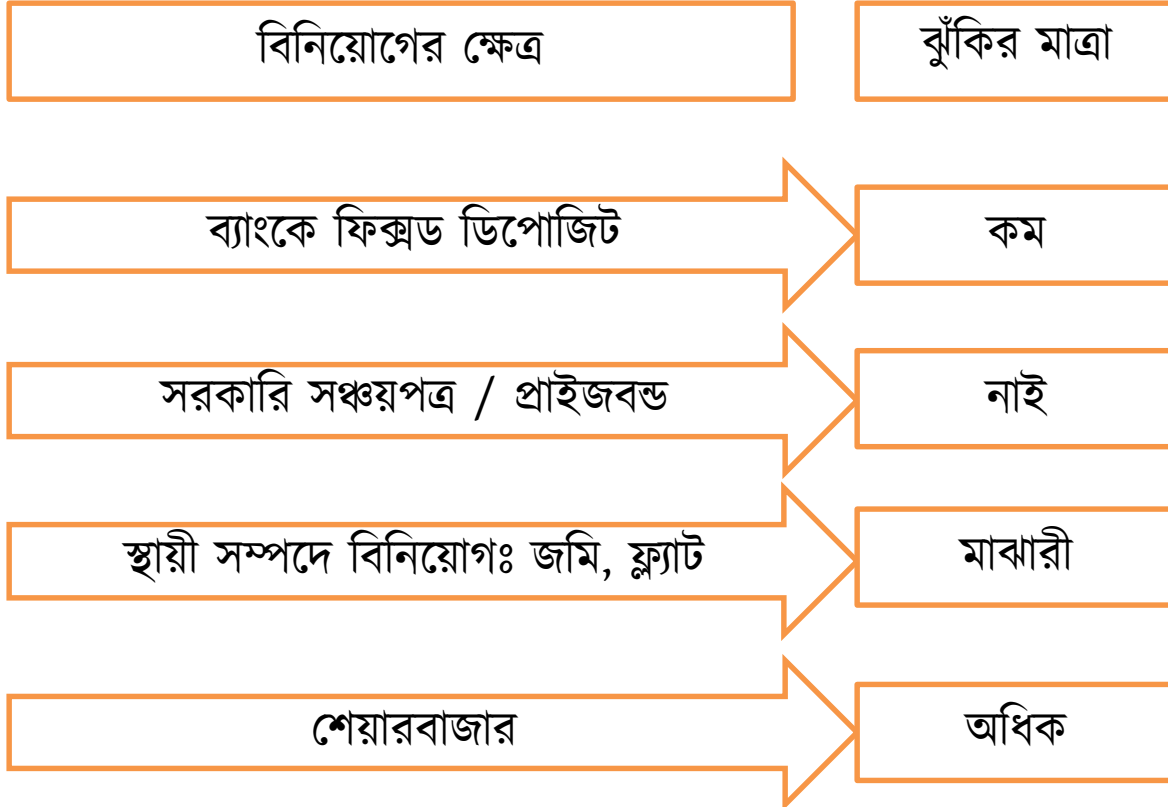 বিনিয়োগের ক্ষেত্র
ঝুঁকির মাত্রা
ব্যাংকে ফিক্সড ডিপোজিট
কম
সরকারি সঞ্চয়পত্র / প্রাইজবন্ড
নাই
স্থায়ী সম্পদে বিনিয়োগঃ জমি, ফ্ল্যাট
মাঝারী
শেয়ারবাজার
অধিক